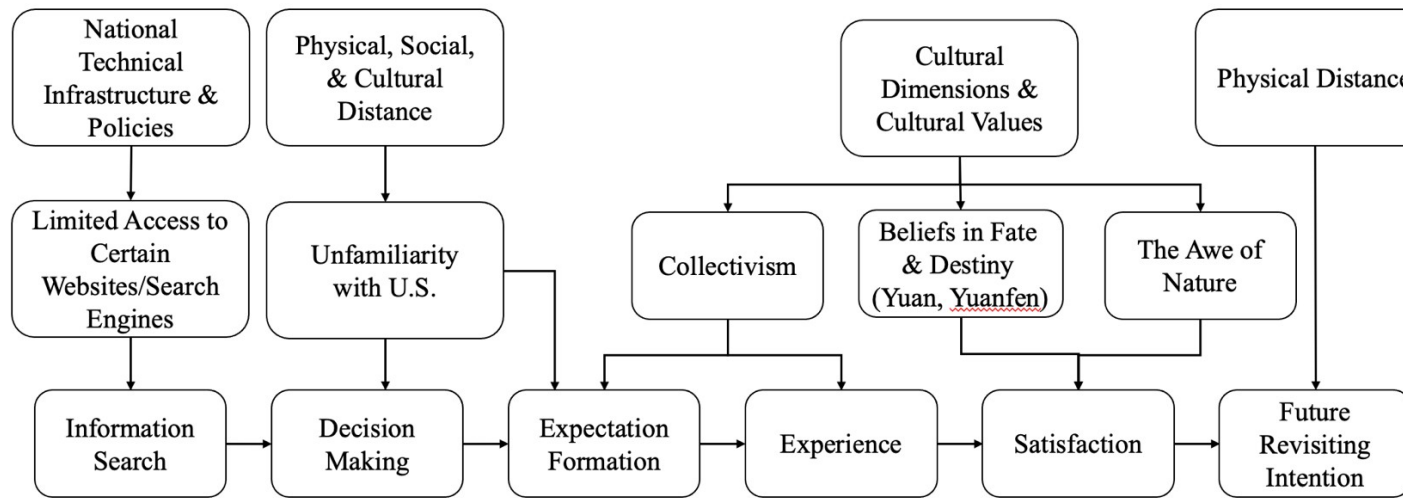 National
Technical
Infrastructure &
Policies
Physical, Social,
& Cultural
Distance
Cultural
Dimensions &
Cultural Values
Physical Distance
Limited Access to
Certain
Websites/Search
Engines
Unfamiliarity
with U.S.
Collectivism
Beliefs in Fate
& Destiny
(Yuan, Yuanfen)
The Awe of
Nature
Information
Search
Decision
Making
Expectation
Formation
Experience
Satisfaction
Future
Revisiting
Intention